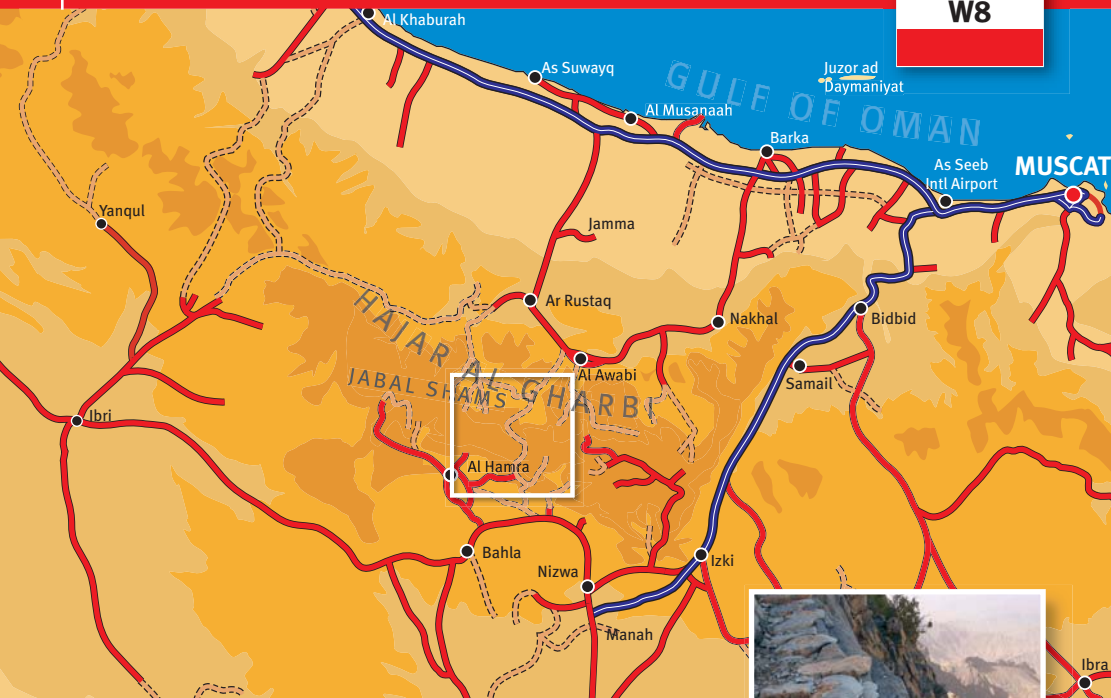 W8
Al Khaburah
As Suwayq
Juzor ad
Daymaniyat
GULF OF OMAN
Al Musanaah
Barka
As Seeb
Intl Airport
MUSCAT
Yanqul
Jamma
Ar Rustaq
Nakhal
Bidbid
HAJAR AL GHARBI
JABAL SHAMS
Al Awabi
Samail
Ibri
Al Hamra
Bahla
Nizwa
Izki
Manah
Ibra